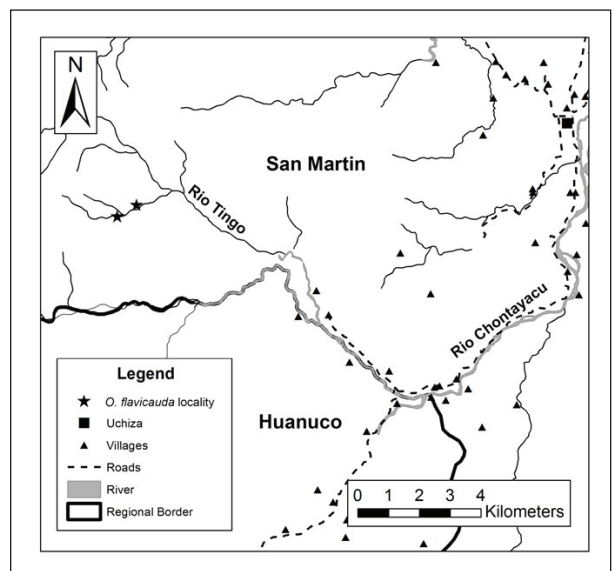 N
San Martin
Rio Tingo
Rio Chontayacu
Huanuco
Legend
O. flavicauda locality
Uchiza
Villages
Roads
River
Regional Border
0 1 2 3 4
Kilometers